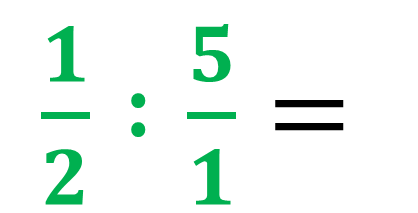 1/2 : 5/1 =